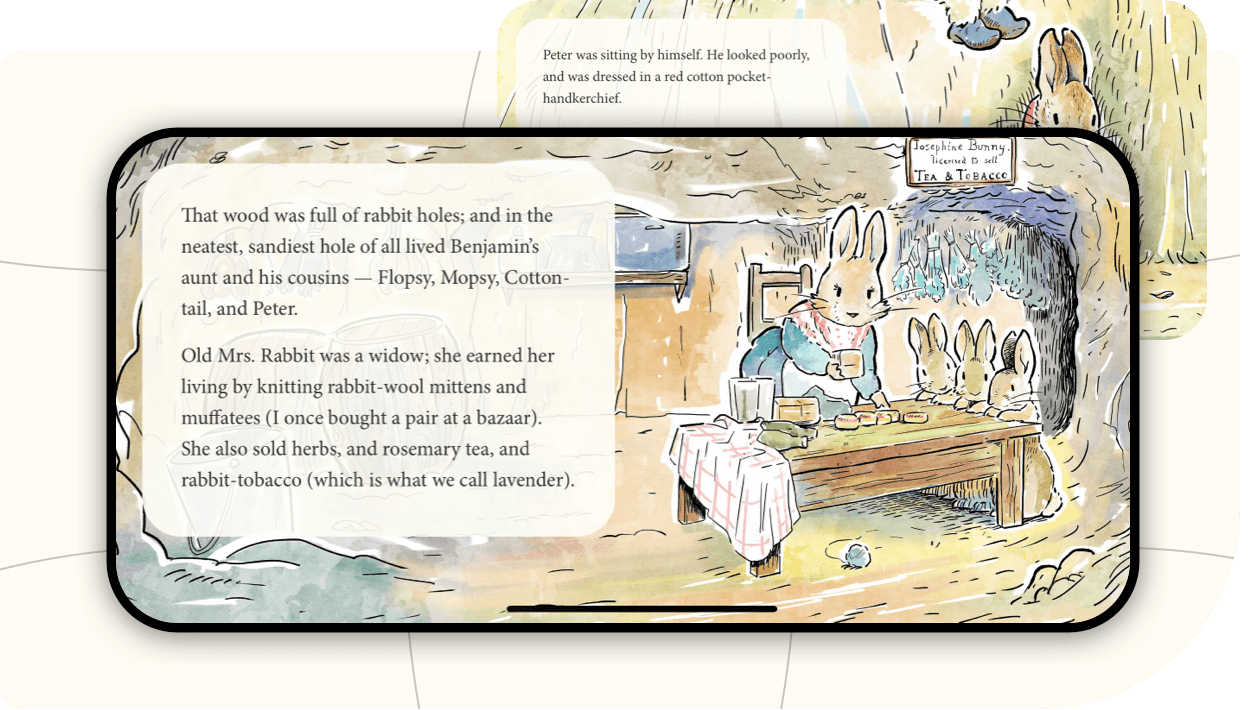 Peter was sitting by himself. He looked poorly,
and was dressed in a red cotton pocket-
handkerchief.
Josephine Bunny.
licensed to sell
TEA & TOBACCO
That wood was full of rabbit holes; and in the
neatest, sandiest hole of all lived Benjamin’s
aunt and his cousins — Flopsy, Mopsy, Cotton-
tail, and Peter.
Old Mrs. Rabbit was a widow; she earned her
living by knitting rabbit-wool mittens and
muffatees (I once bought a pair at a bazaar).
She also sold herbs, and rosemary tea, and
rabbit-tobacco (which is what we call lavender).